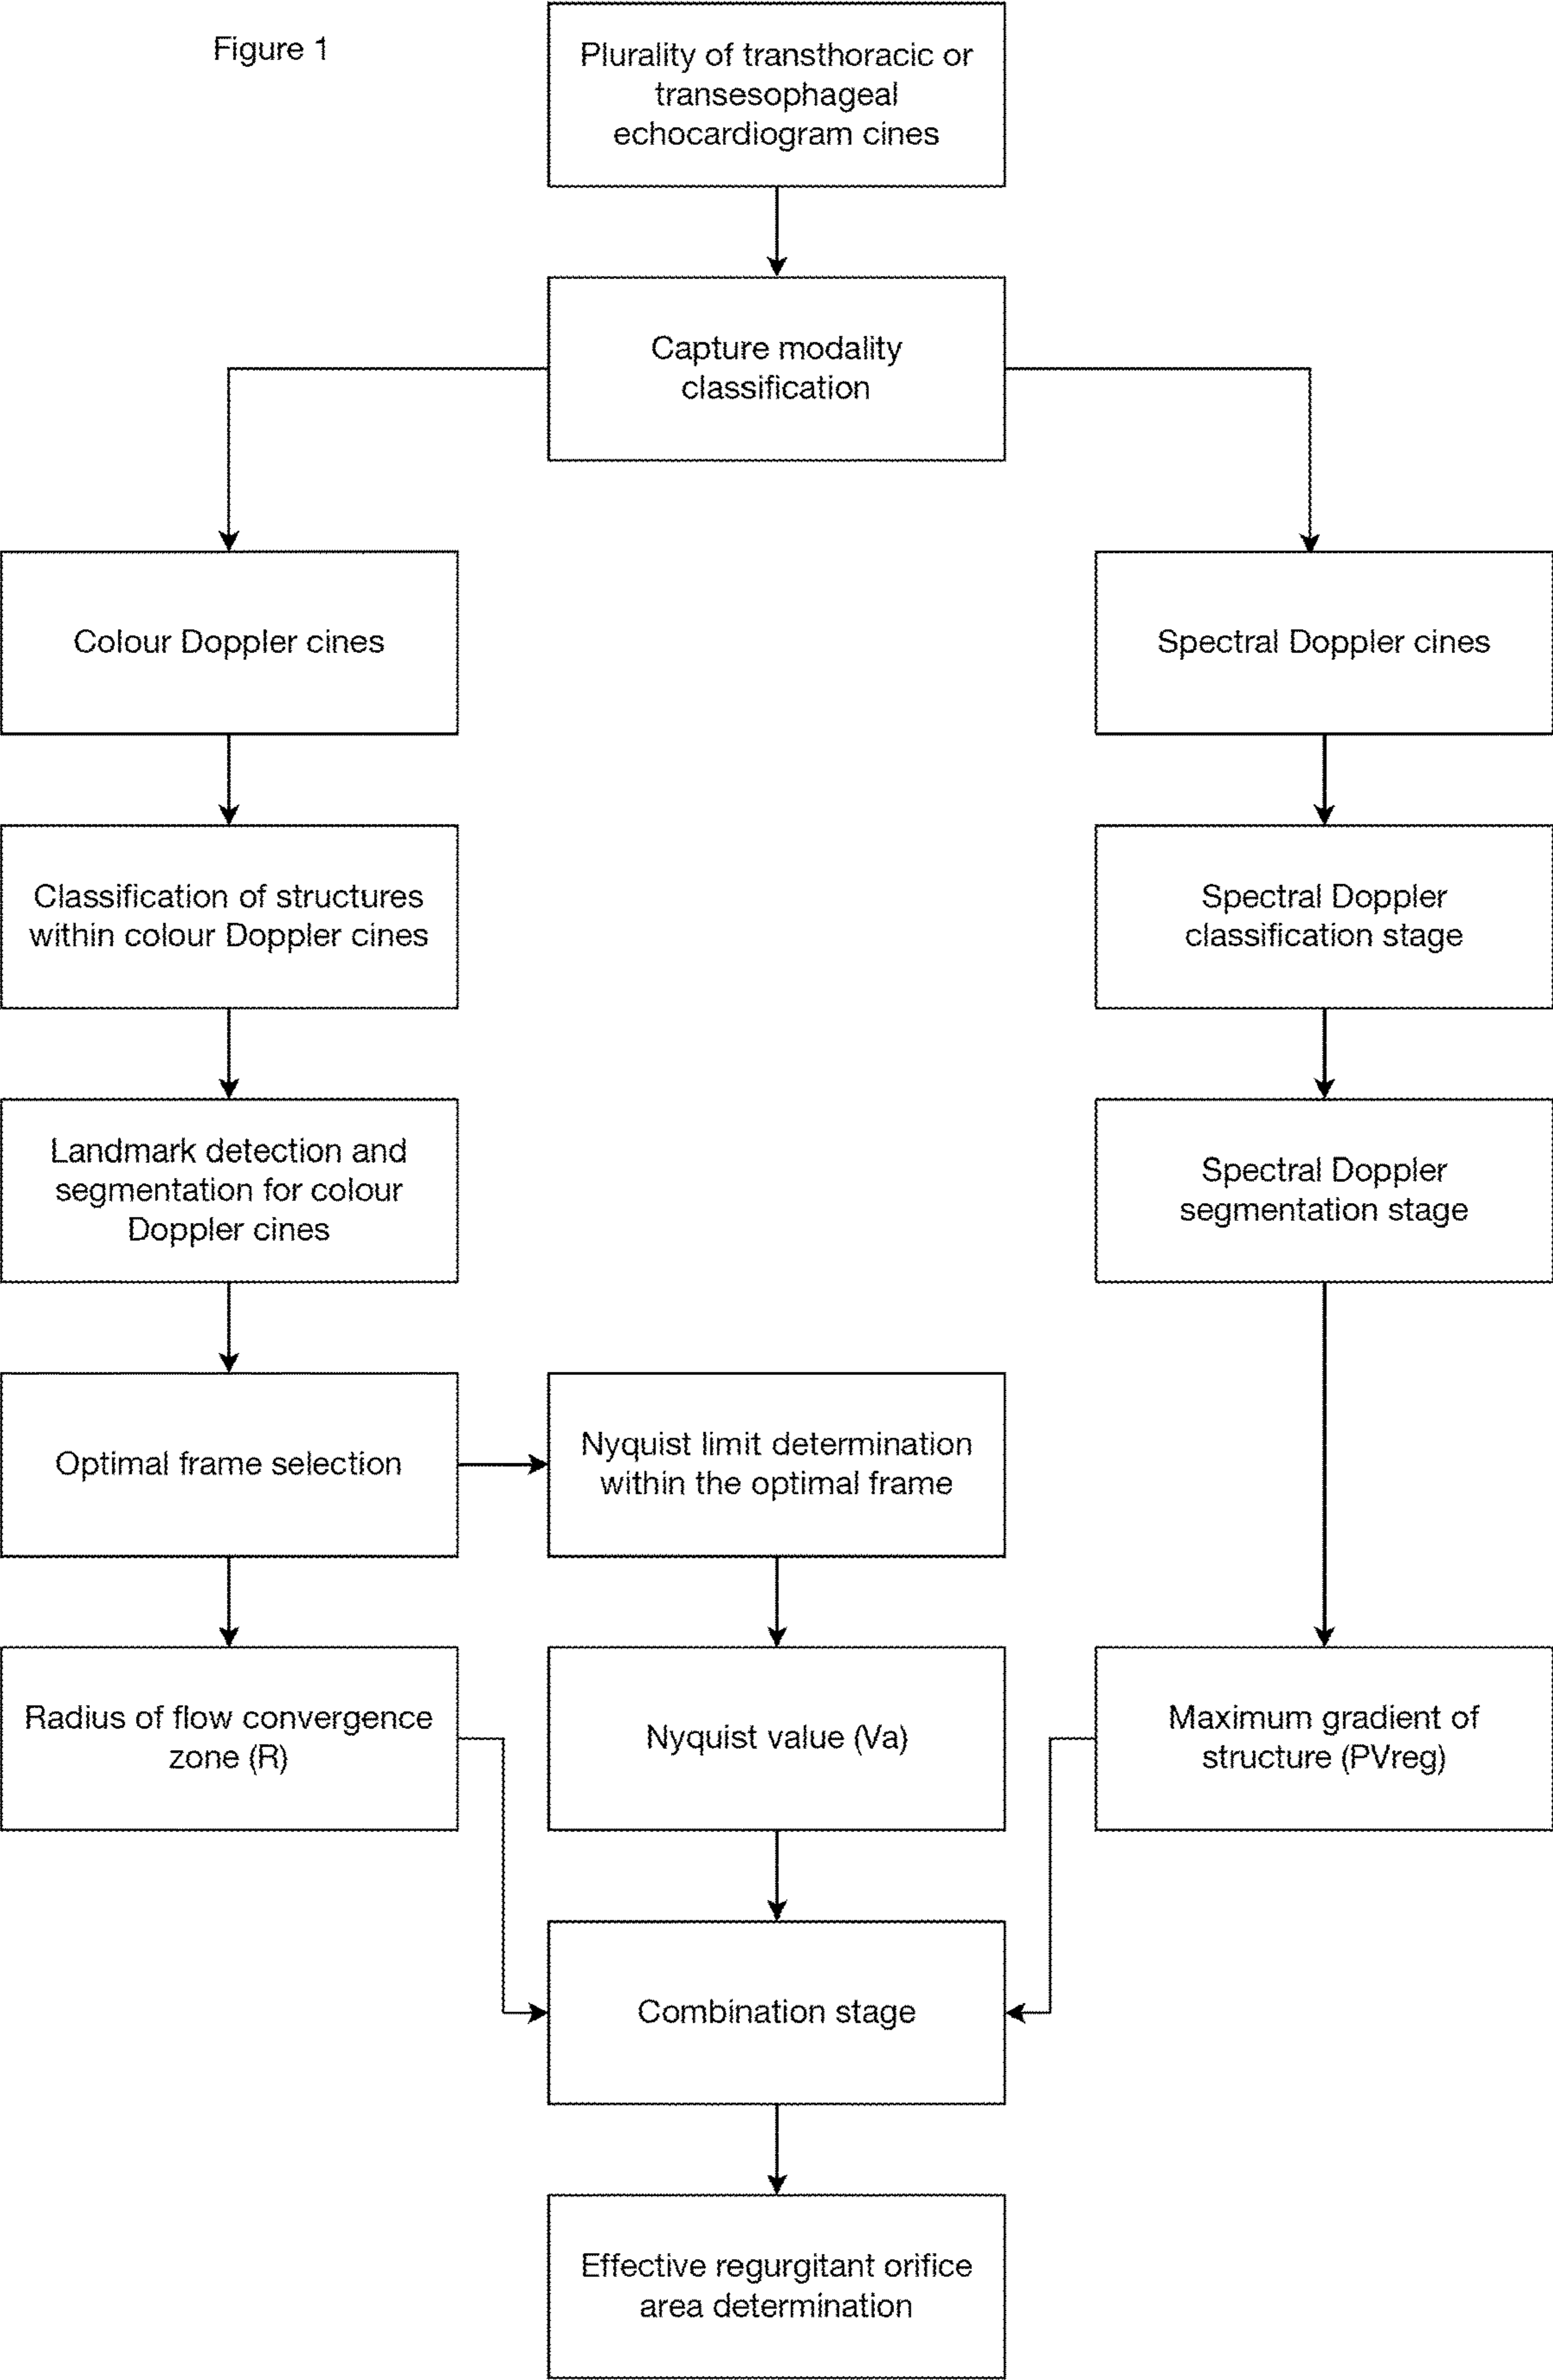 Figure 1
Plurality of transthoracic or
transesophageal
echocardiogram cines
Capture modality
classification
Colour Doppler cines
Spectral Doppler cines
Classification of structures
within colour Doppler cines
Spectral Doppler
classification stage
Landmark detection and
segmentation for colour
Doppler cines
Spectral Doppler
segmentation stage
Optimal frame selection
Nyquist limit determination
within the optimal frame
Radius of flow convergence
zone (R)
Nyquist value (Va)
Maximum gradient of
structure (PVreg)
Combination stage
Effective regurgitant orifice
area determination